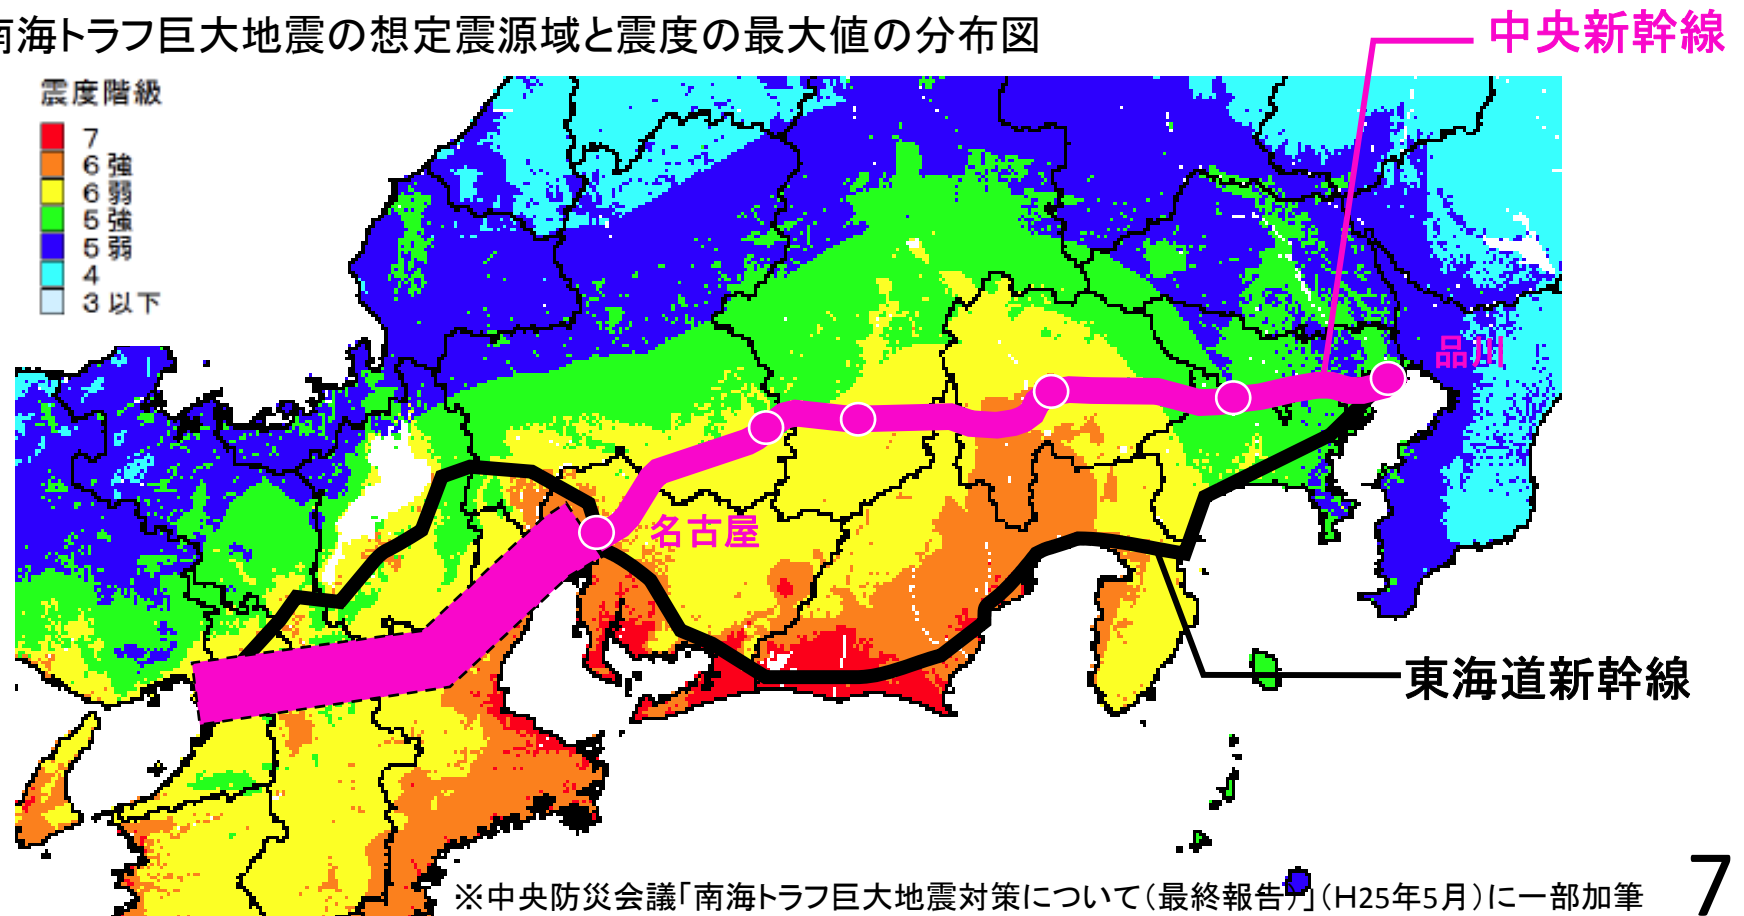 南海トラフ巨大地震の想定震源域と震度の最大値の分布図
中央新幹線
震度階級
7
6強
6弱
5強
5弱
4
3以下
品川
名古屋
東海道新幹線
※中央防災会議「南海トラフ巨大地震対策について(最終報告)」(H25年5月)に一部加筆
7